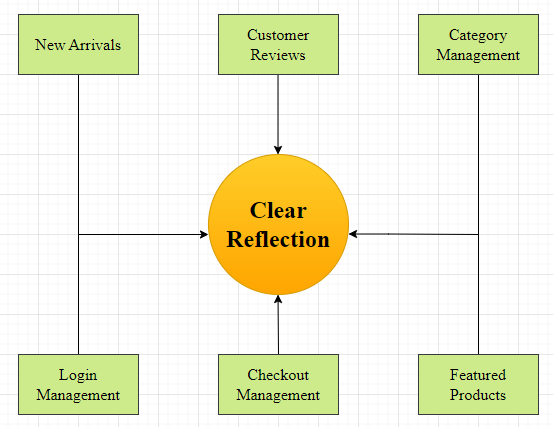 New Arrivals
Customer
Reviews
Category
Management
Clear
Reflection
Login
Management
Checkout
Management
Featured
Products